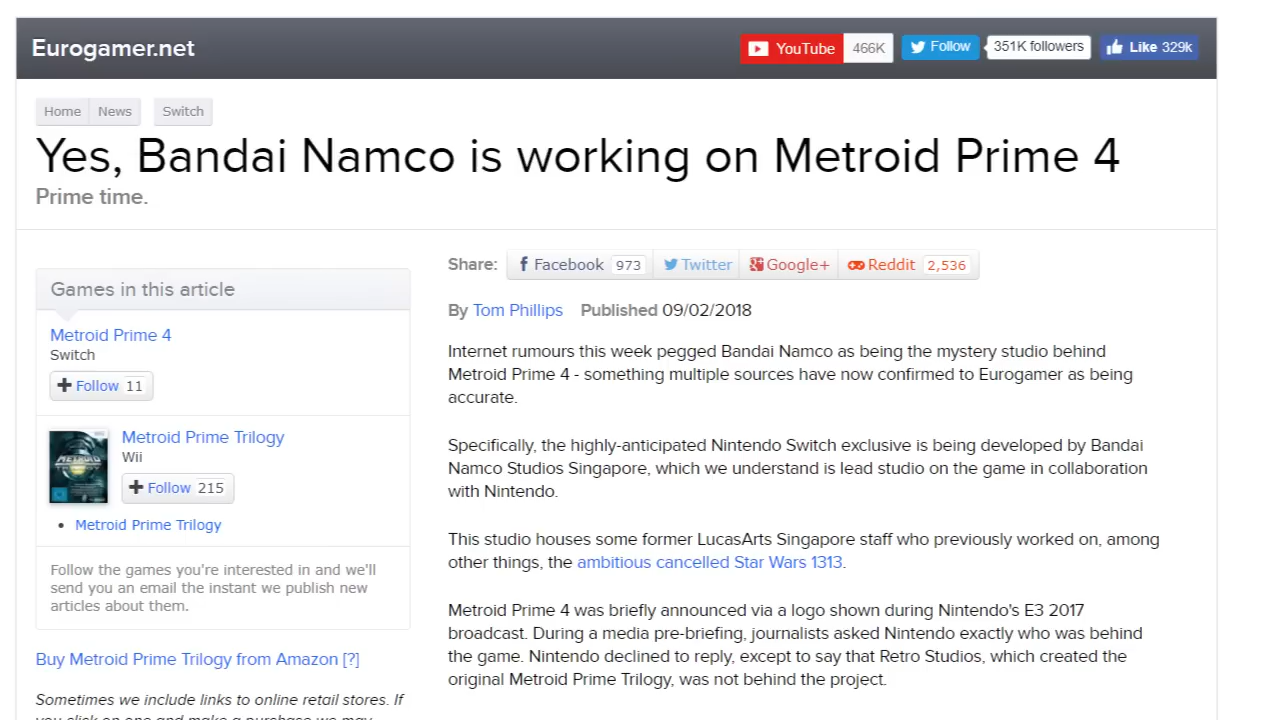 Eurogamer.net
YouTube 466K
Follow 351K followers
Like 329k
Home News Switch
Yes, Bandai Namco is working on Metroid Prime 4
Prime time.
Share: Facebook 973 Twitter Google+ Reddit 2,536
By Tom Phillips Published 09/02/2018
Games in this article
Metroid Prime 4
Switch
Follow 11
Metroid Prime Trilogy
Wii
Follow 215
Metroid Prime Trilogy
Follow the games you're interested in and we'll
send you an email the instant we publish new
articles about them.
Buy Metroid Prime Trilogy from Amazon [?]
Sometimes we include links to online retail stores. If
you click on one and make a purchase we may
Internet rumours this week pegged Bandai Namco as being the mystery studio behind
Metroid Prime 4 - something multiple sources have now confirmed to Eurogamer as being
accurate.
Specifically, the highly-anticipated Nintendo Switch exclusive is being developed by Bandai
Namco Studios Singapore, which we understand is lead studio on the game in collaboration
with Nintendo.
This studio houses some former LucasArts Singapore staff who previously worked on, among
other things, the ambitious cancelled Star Wars 1313.
Metroid Prime 4 was briefly announced via a logo shown during Nintendo's E3 2017
broadcast. During a media pre-briefing, journalists asked Nintendo exactly who was behind
the game. Nintendo declined to reply, except to say that Retro Studios, which created the
original Metroid Prime Trilogy, was not behind the project.